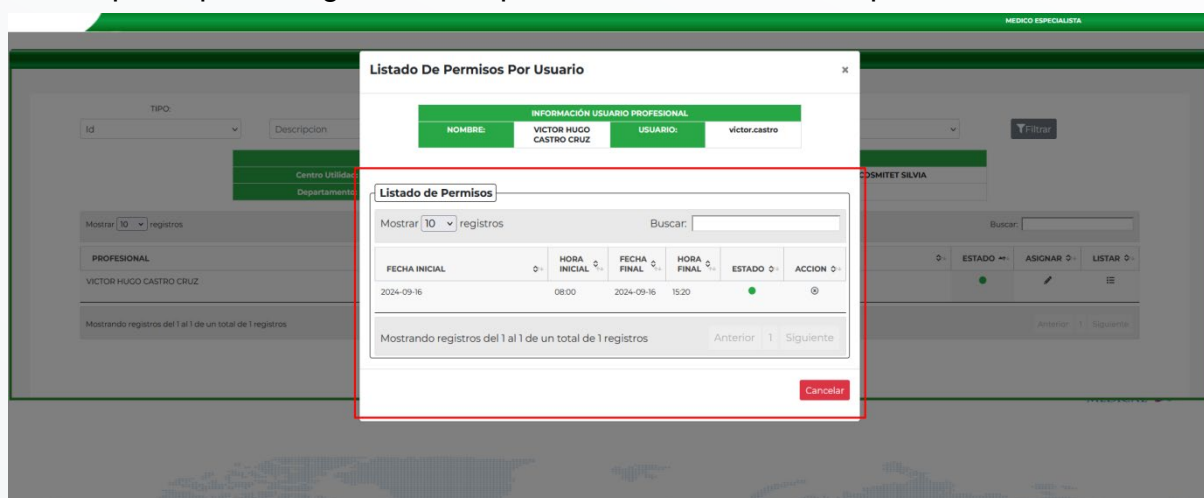 MEDICO ESPECIALISTA
Listado De Permisos Por Usuario ×
INFORMACIÓN USUARIO PROFESIONAL
NOMBRE: VICTOR HUGO CASTRO CRUZ USUARIO: victor.castro
TIPO:
Id Descripcion Filtrar
Centro Utilidad COSMITET SILVIA
Departamento
Listado de Permisos
Mostrar 10 registros Buscar:
FECHA INICIAL HORA INICIAL FECHA FINAL HORA FINAL ESTADO ACCION
2024-09-16 08:00 2024-09-16 15:20
Mostrando registros del 1 al 1 de un total de 1 registros Anterior 1 Siguiente
Cancelar
Mostrar 10 registros Buscar:
PROFESIONAL ESTADO ASIGNAR LISTAR
VICTOR HUGO CASTRO CRUZ
Mostrando registros del 1 al 1 de un total de 1 registros Anterior 1 Siguiente